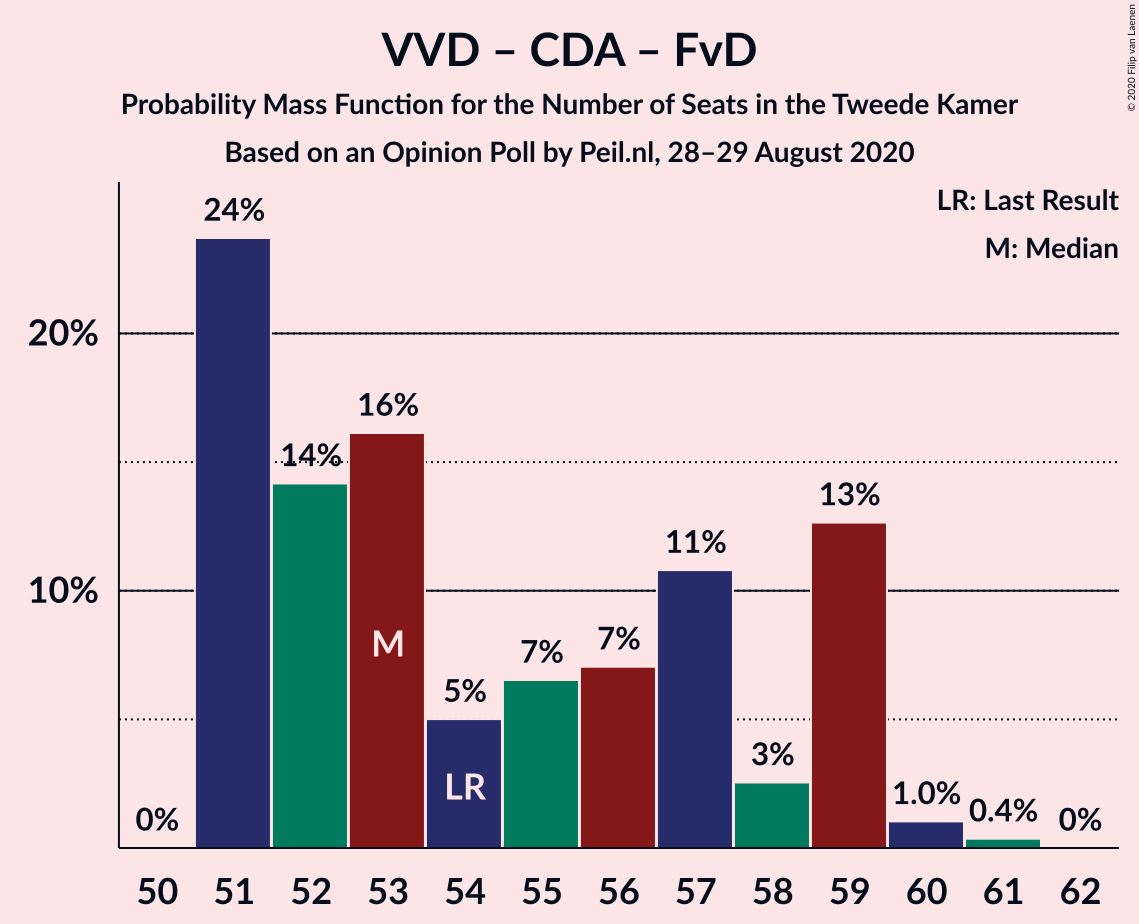 VVD – CDA – FvD
Probability Mass Function for the Number of Seats in the Tweede Kamer
Based on an Opinion Poll by Peil.nl, 28–29 August 2020
© 2020 Filip van Laenen
LR: Last Result
M: Median
20%
10%
0%
24%
14%
16%
5%
7%
7%
11%
3%
13%
1.0%
0.4%
0%
M
LR
50 51 52 53 54 55 56 57 58 59 60 61 62